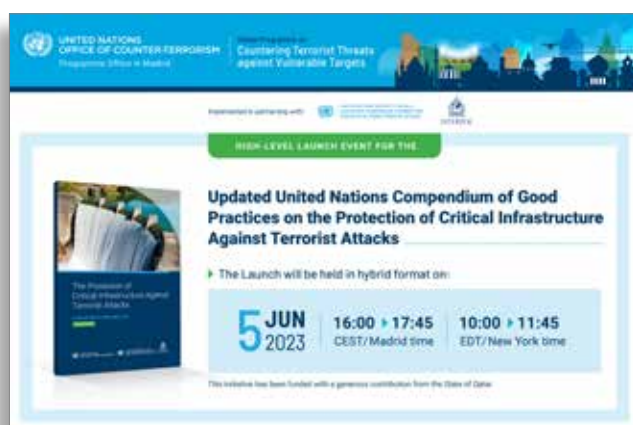 UNITED NATIONS
OFFICE OF COUNTER-TERRORISM
Programme Office in Madrid
Countering Terrorist Threats
against Vulnerable Targets
Implemented in partnership with:
INTERPOL
HIGH-LEVEL LAUNCH EVENT FOR THE
Updated United Nations Compendium of Good
Practices on the Protection of Critical Infrastructure
Against Terrorist Attacks
The Launch will be held in hybrid format on:
5 JUN
2023
16:00 ▸ 17:45
CEST/Madrid time
10:00 ▸ 11:45
EDT/New York time
The Protection of
Critical Infrastructure Against
Terrorist Attacks
This initiative has been funded with a generous contribution from the State of Qatar